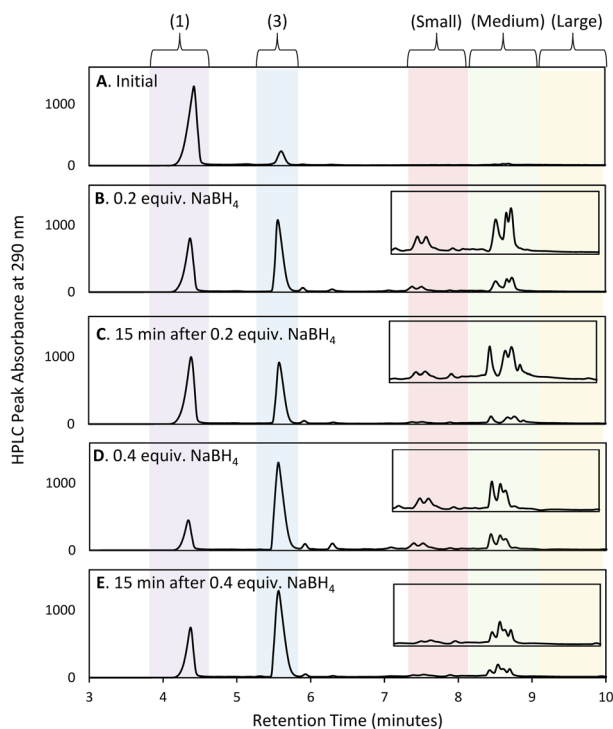 (1) (3) (Small) (Medium) (Large)
A. Initial
1000
0
B. 0.2 equiv. NaBH4
1000
0
C. 15 min after 0.2 equiv. NaBH4
1000
0
D. 0.4 equiv. NaBH4
1000
0
E. 15 min after 0.4 equiv. NaBH4
1000
0
HPLC Peak Absorbance at 290 nm
3 4 5 6 7 8 9 10
Retention Time (minutes)